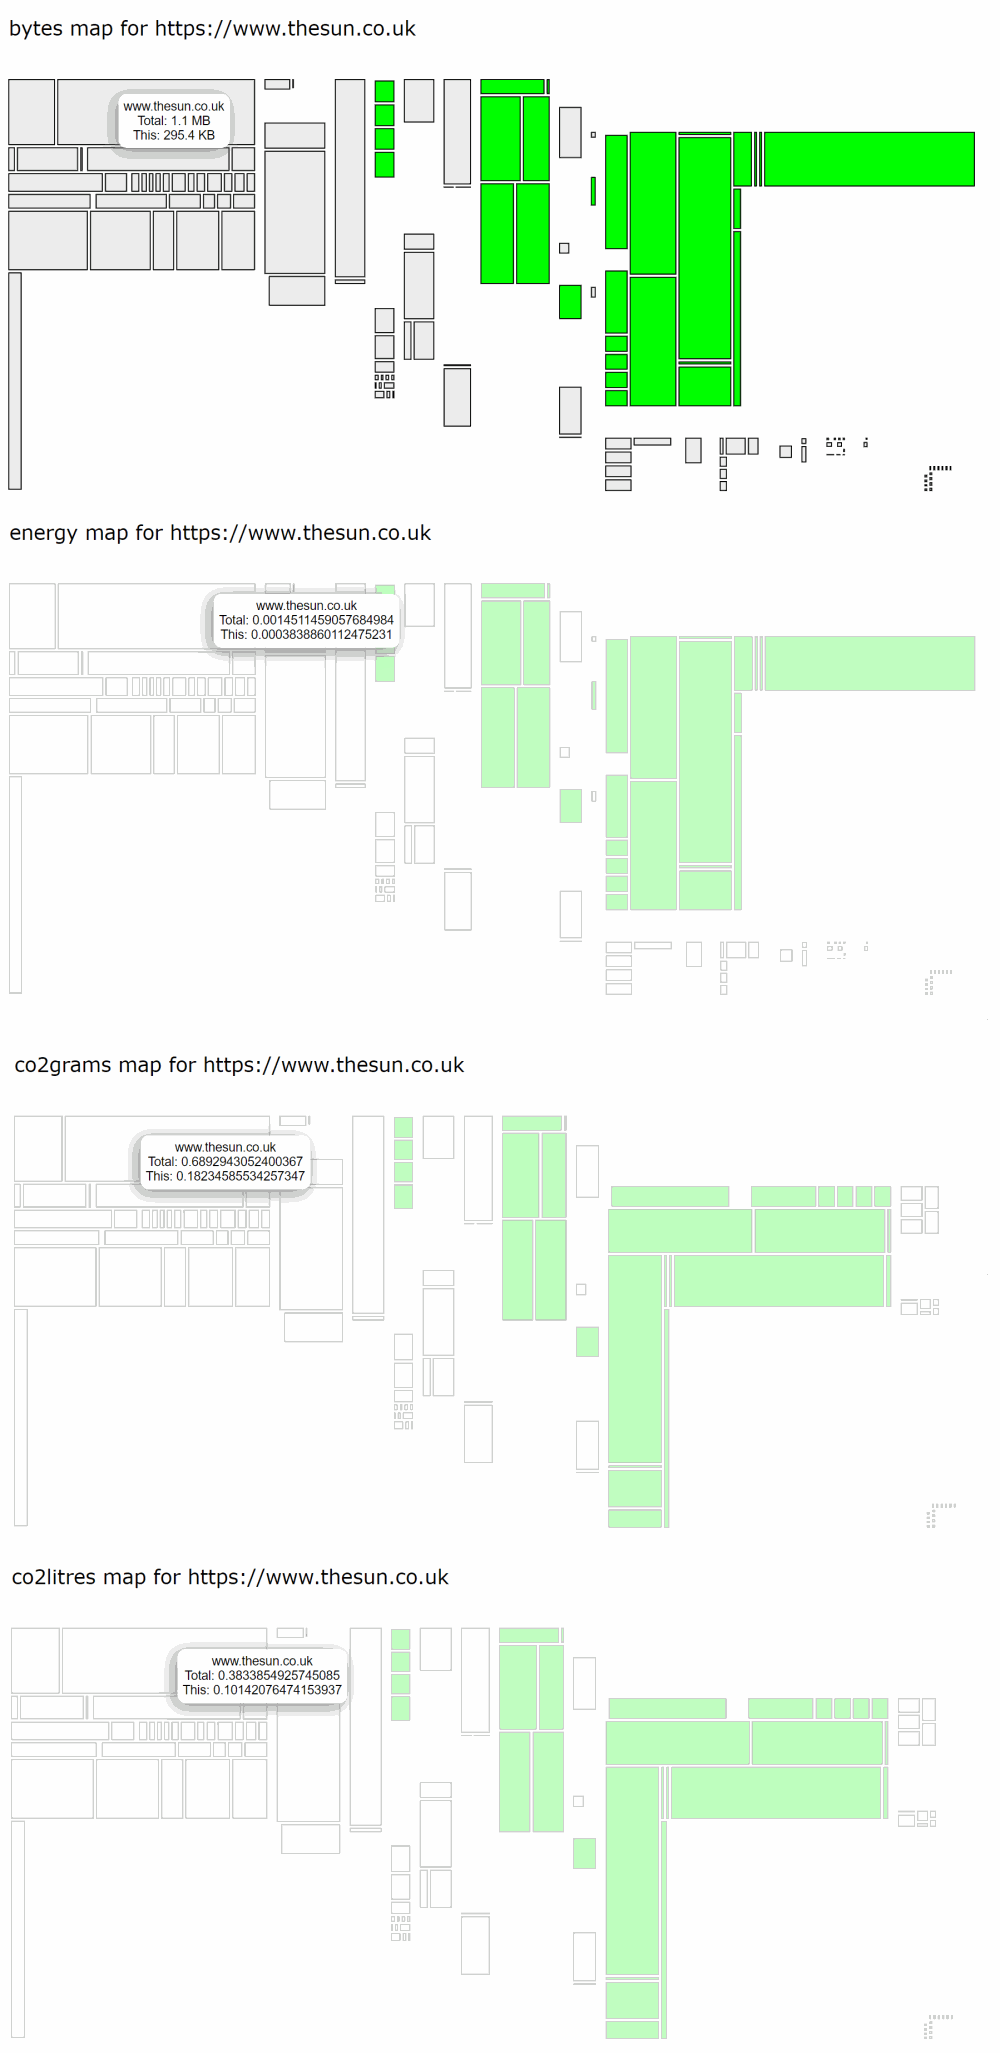 bytes map for https://www.thesun.co.uk
www.thesun.co.uk
Total: 1.1 MB
This: 295.4 KB
energy map for https://www.thesun.co.uk
www.thesun.co.uk
Total: 0.0014511459057684984
This: 0.0003838860112475231
co2grams map for https://www.thesun.co.uk
www.thesun.co.uk
Total: 0.6892943052400367
This: 0.18234585534257347
co2litres map for https://www.thesun.co.uk
www.thesun.co.uk
Total: 0.3833854925745085
This: 0.10142076474153937